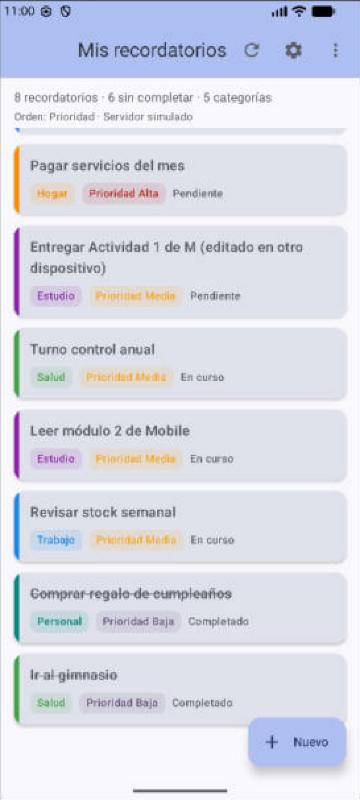 11:00
Mis recordatorios
8 recordatorios · 6 sin completar · 5 categorías
Orden: Prioridad · Servidor simulado
Pagar servicios del mes
Hogar Prioridad Alta Pendiente
Entregar Actividad 1 de M (editado en otro
dispositivo)
Estudio Prioridad Media Pendiente
Turno control anual
Salud Prioridad Media En curso
Leer módulo 2 de Mobile
Estudio Prioridad Media En curso
Revisar stock semanal
Trabajo Prioridad Media En curso
Comprar regalo de cumpleaños
Personal Prioridad Baja Completado
Ir al gimnasio
Salud Prioridad Baja Completado
+ Nuevo